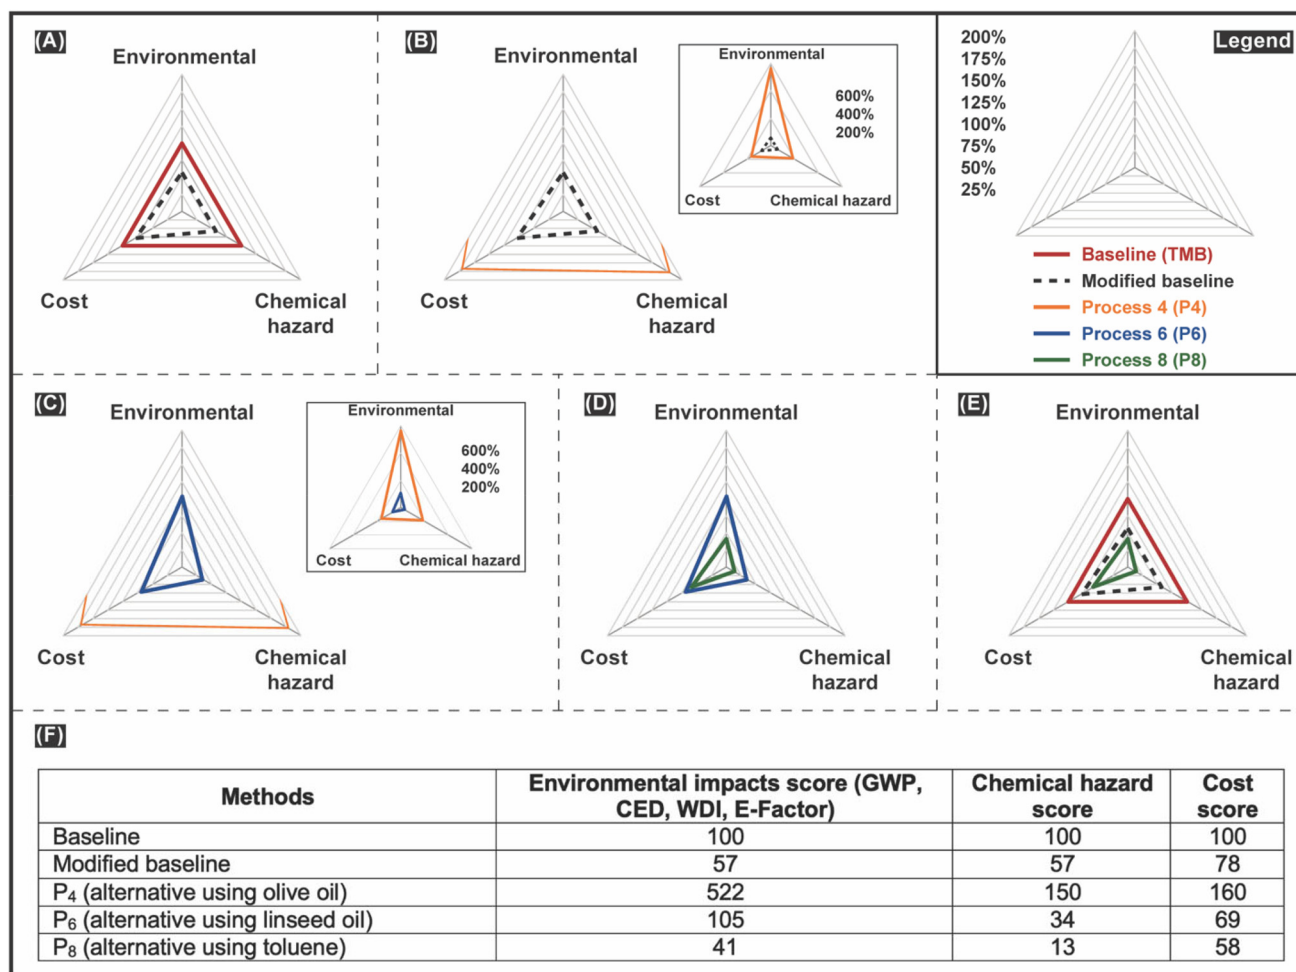 (A)
Environmental
Cost
Chemical
hazard
(B)
Environmental
Cost
Chemical
hazard
Environmental
600%
400%
200%
Cost
Chemical hazard
Legend
200%
175%
150%
125%
100%
75%
50%
25%
Baseline (TMB)
Modified baseline
Process 4 (P4)
Process 6 (P6)
Process 8 (P8)
(C)
Environmental
Cost
Chemical
hazard
Environmental
600%
400%
200%
Cost
Chemical hazard
(D)
Environmental
Cost
Chemical
hazard
(E)
Environmental
Cost
Chemical
hazard
(F)
Methods Environmental impacts score (GWP, CED, WDI, E-Factor) Chemical hazard score Cost score
Baseline 100 100 100
Modified baseline 57 57 78
P₄ (alternative using olive oil) 522 150 160
P₆ (alternative using linseed oil) 105 34 69
P₈ (alternative using toluene) 41 13 58